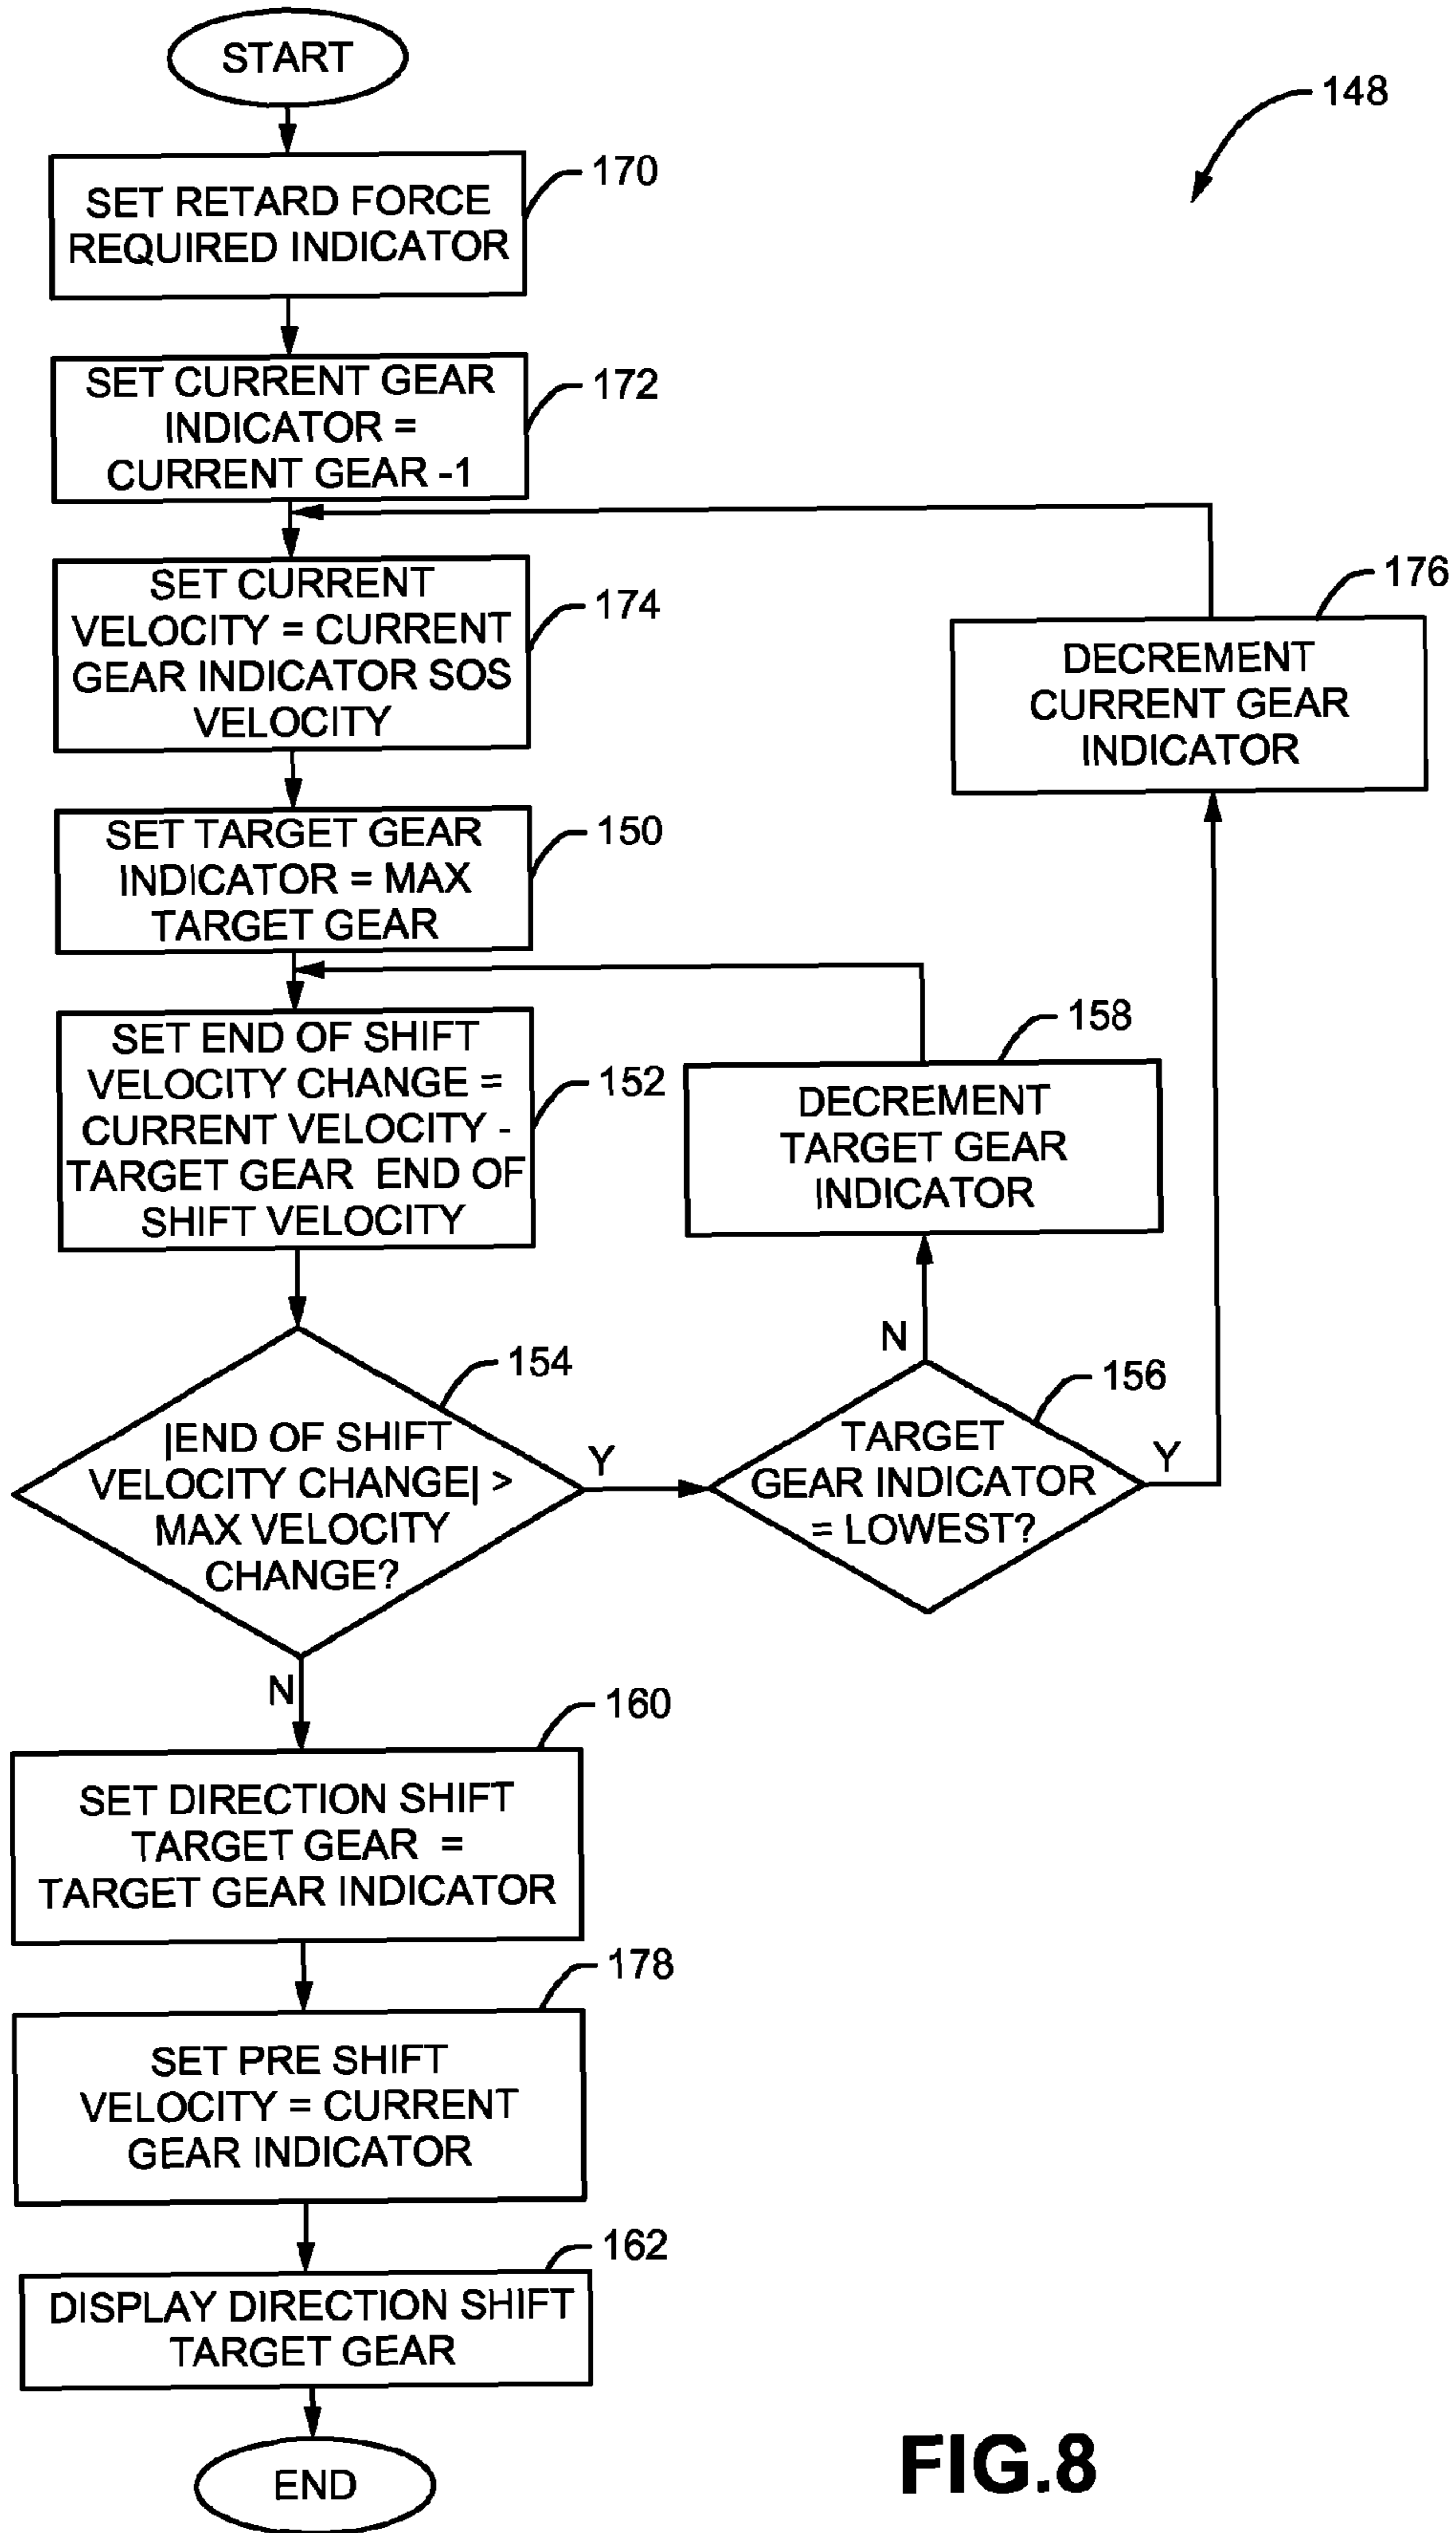 START
148
170
SET RETARD FORCE
REQUIRED INDICATOR
172
SET CURRENT GEAR
INDICATOR =
CURRENT GEAR -1
174
SET CURRENT
VELOCITY = CURRENT
GEAR INDICATOR SOS
VELOCITY
176
DECREMENT
CURRENT GEAR
INDICATOR
150
SET TARGET GEAR
INDICATOR = MAX
TARGET GEAR
152
SET END OF SHIFT
VELOCITY CHANGE =
CURRENT VELOCITY -
TARGET GEAR END OF
SHIFT VELOCITY
158
DECREMENT
TARGET GEAR
INDICATOR
N
154
|END OF SHIFT
VELOCITY CHANGE| >
MAX VELOCITY
CHANGE?
Y
156
TARGET
GEAR INDICATOR
= LOWEST?
Y
N
160
SET DIRECTION SHIFT
TARGET GEAR =
TARGET GEAR INDICATOR
178
SET PRE SHIFT
VELOCITY = CURRENT
GEAR INDICATOR
162
DISPLAY DIRECTION SHIFT
TARGET GEAR
END
FIG.8